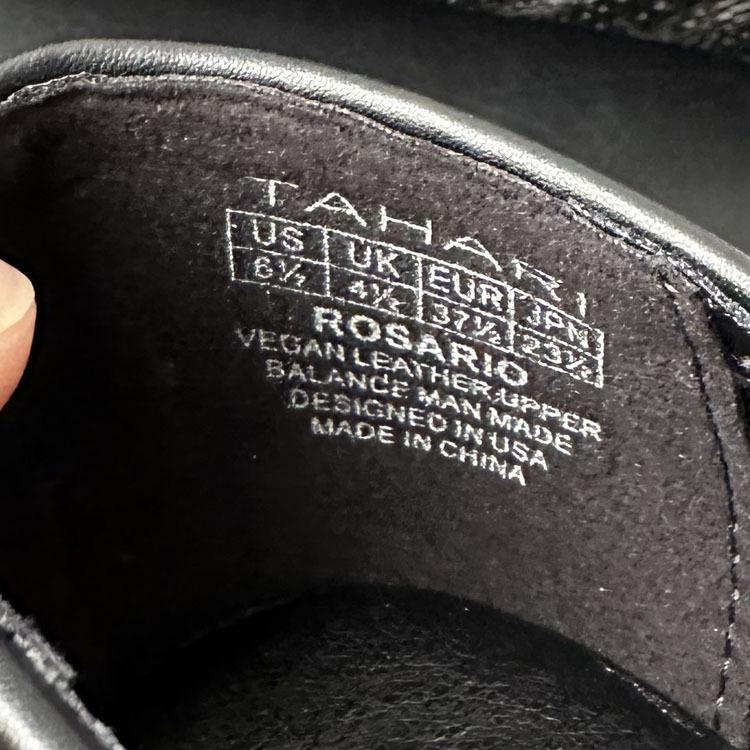 TAHARI
US UK EUR JPN
6½ 4½ 37½ 23½
ROSARIO
VEGAN LEATHER UPPER
BALANCE MAN MADE
DESIGNED IN USA
MADE IN CHINA